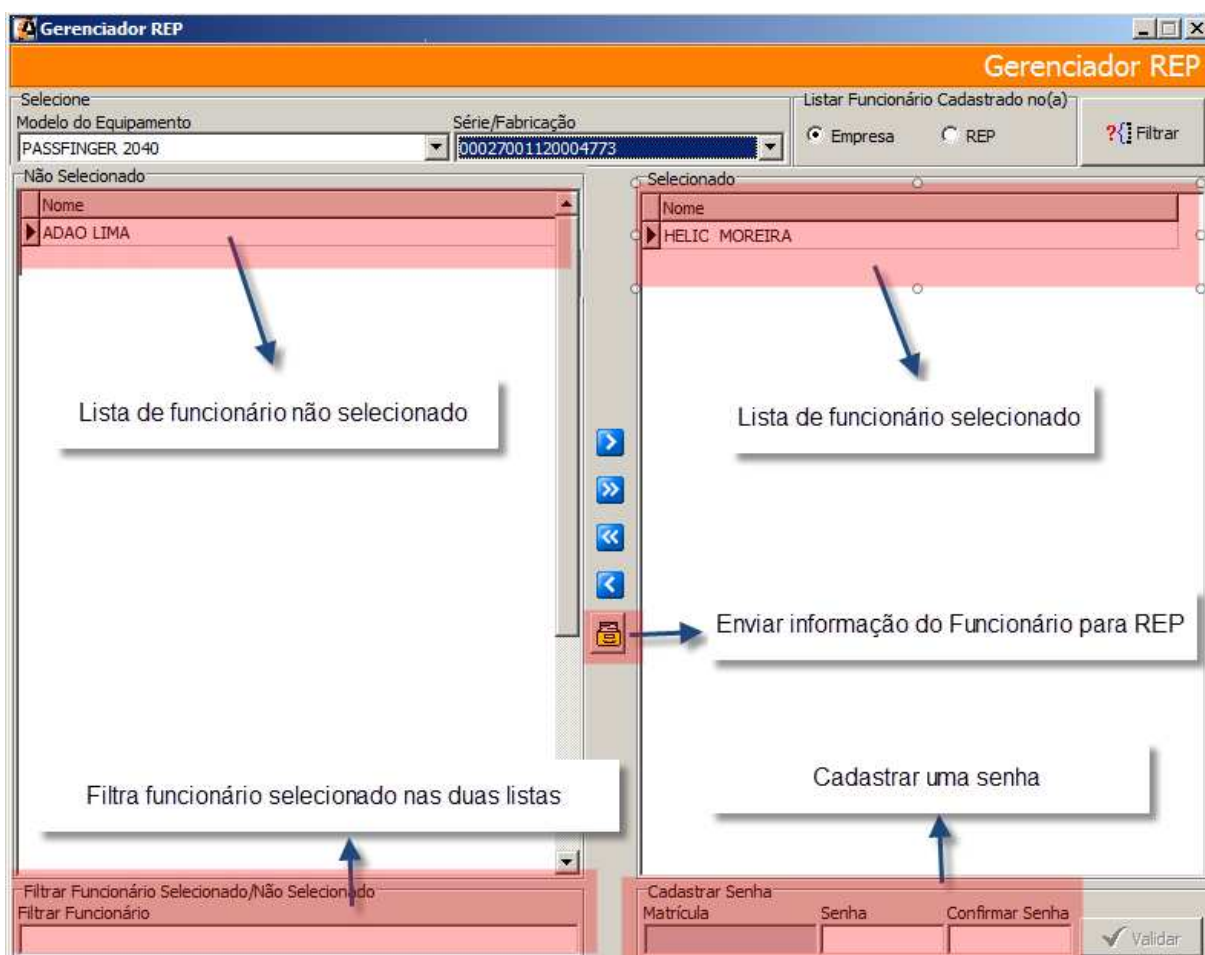 Gerenciador REP
Gerenciador REP
Selecione
Modelo do Equipamento
PASSFINGER 2040
Série/Fabricação
00027001120004773
Listar Funcionário Cadastrado no(a)
Empresa
REP
?{ Filtrar
Não Selecionado
Nome
ADAO LIMA
Selecionado
Nome
HELIC MOREIRA
Lista de funcionário não selecionado
Lista de funcionário selecionado
Enviar informação do Funcionário para REP
Filtra funcionário selecionado nas duas listas
Cadastrar uma senha
Filtrar Funcionário Selecionado/Não Selecionado
Filtrar Funcionário
Cadastrar Senha
Matrícula
Senha
Confirmar Senha
Validar